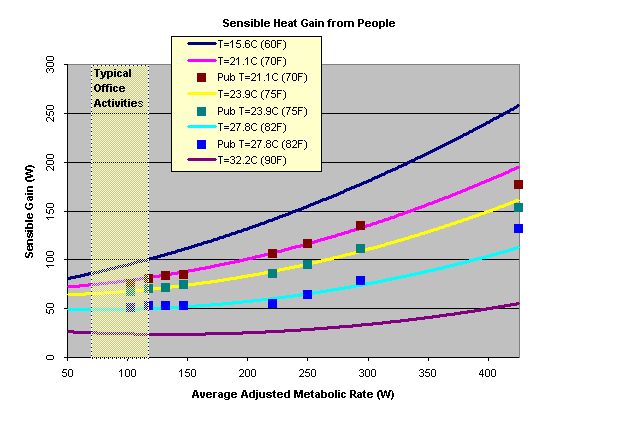 Sensible Heat Gain from People
T=15.6C (60F)
T=21.1C (70F)
Pub T=21.1C (70F)
T=23.9C (75F)
Pub T=23.9C (75F)
T=27.8C (82F)
Pub T=27.8C (82F)
T=32.2C (90F)
Typical
Office
Activities
Sensible Gain (W)
300
250
200
150
100
50
0
50 100 150 200 250 300 350 400
Average Adjusted Metabolic Rate (W)